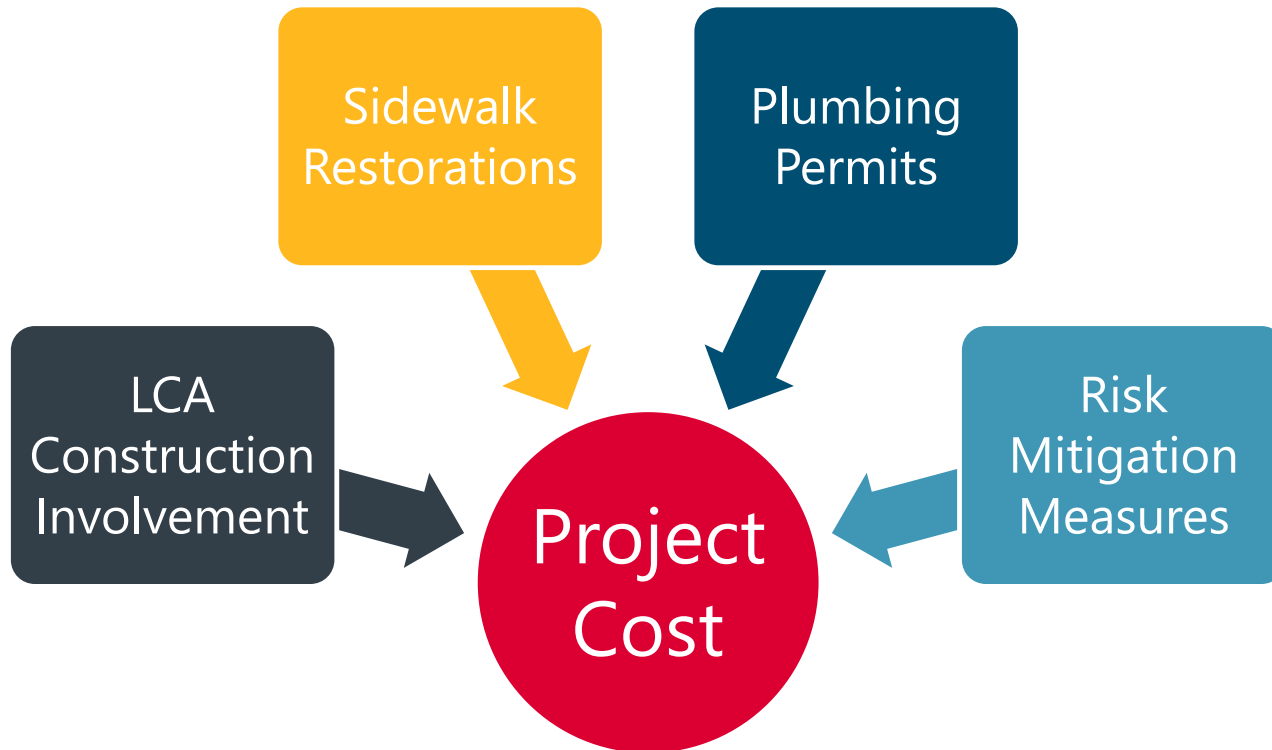 Sidewalk
Restorations
Plumbing
Permits
LCA
Construction
Involvement
Risk
Mitigation
Measures
Project
Cost